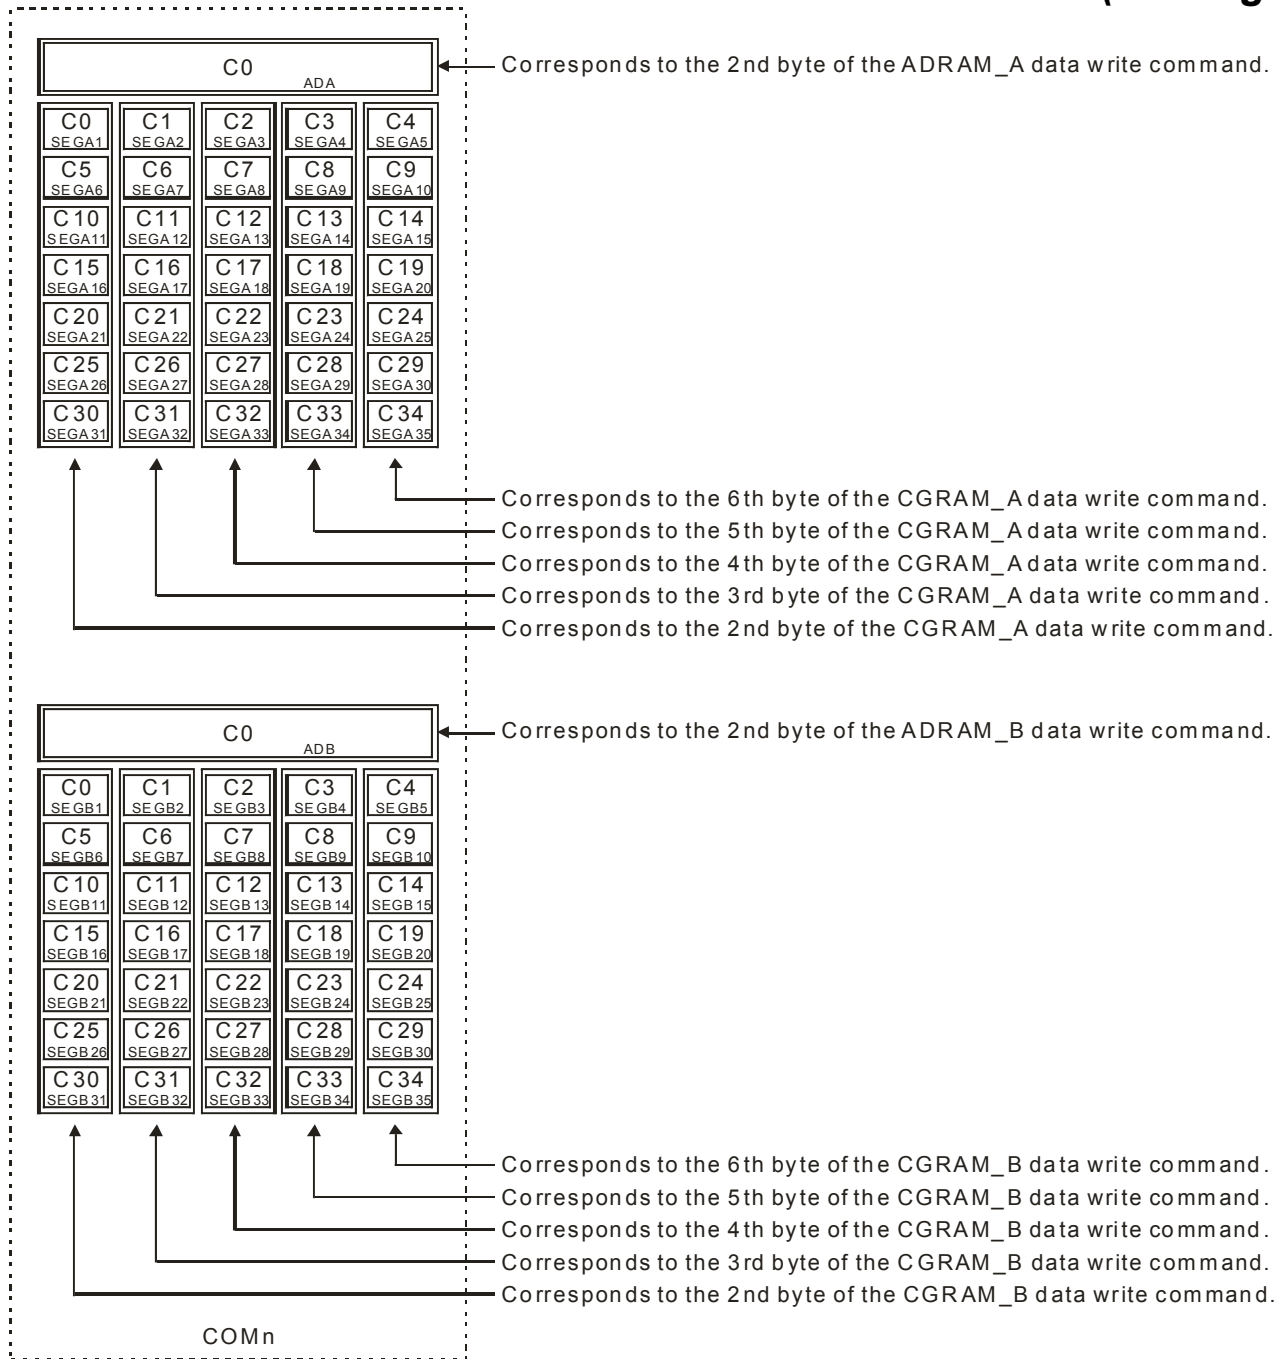 C0
ADA
Corresponds to the 2nd byte of the ADRAM_A data write command.
C0 C1 C2 C3 C4
SEGA1 SEGA2 SEGA3 SEGA4 SEGA5
C5 C6 C7 C8 C9
SEGA6 SEGA7 SEGA8 SEGA9 SEGA10
C10 C11 C12 C13 C14
SEGA11 SEGA12 SEGA13 SEGA14 SEGA15
C15 C16 C17 C18 C19
SEGA16 SEGA17 SEGA18 SEGA19 SEGA20
C20 C21 C22 C23 C24
SEGA21 SEGA22 SEGA23 SEGA24 SEGA25
C25 C26 C27 C28 C29
SEGA26 SEGA27 SEGA28 SEGA29 SEGA30
C30 C31 C32 C33 C34
SEGA31 SEGA32 SEGA33 SEGA34 SEGA35
Corresponds to the 6th byte of the CGRAM_A data write command.
Corresponds to the 5th byte of the CGRAM_A data write command.
Corresponds to the 4th byte of the CGRAM_A data write command.
Corresponds to the 3rd byte of the CGRAM_A data write command.
Corresponds to the 2nd byte of the CGRAM_A data write command.
C0
ADB
Corresponds to the 2nd byte of the ADRAM_B data write command.
C0 C1 C2 C3 C4
SEGB1 SEGB2 SEGB3 SEGB4 SEGB5
C5 C6 C7 C8 C9
SEGB6 SEGB7 SEGB8 SEGB9 SEGB10
C10 C11 C12 C13 C14
SEGB11 SEGB12 SEGB13 SEGB14 SEGB15
C15 C16 C17 C18 C19
SEGB16 SEGB17 SEGB18 SEGB19 SEGB20
C20 C21 C22 C23 C24
SEGB21 SEGB22 SEGB23 SEGB24 SEGB25
C25 C26 C27 C28 C29
SEGB26 SEGB27 SEGB28 SEGB29 SEGB30
C30 C31 C32 C33 C34
SEGB31 SEGB32 SEGB33 SEGB34 SEGB35
Corresponds to the 6th byte of the CGRAM_B data write command.
Corresponds to the 5th byte of the CGRAM_B data write command.
Corresponds to the 4th byte of the CGRAM_B data write command.
Corresponds to the 3rd byte of the CGRAM_B data write command.
Corresponds to the 2nd byte of the CGRAM_B data write command.
COMn